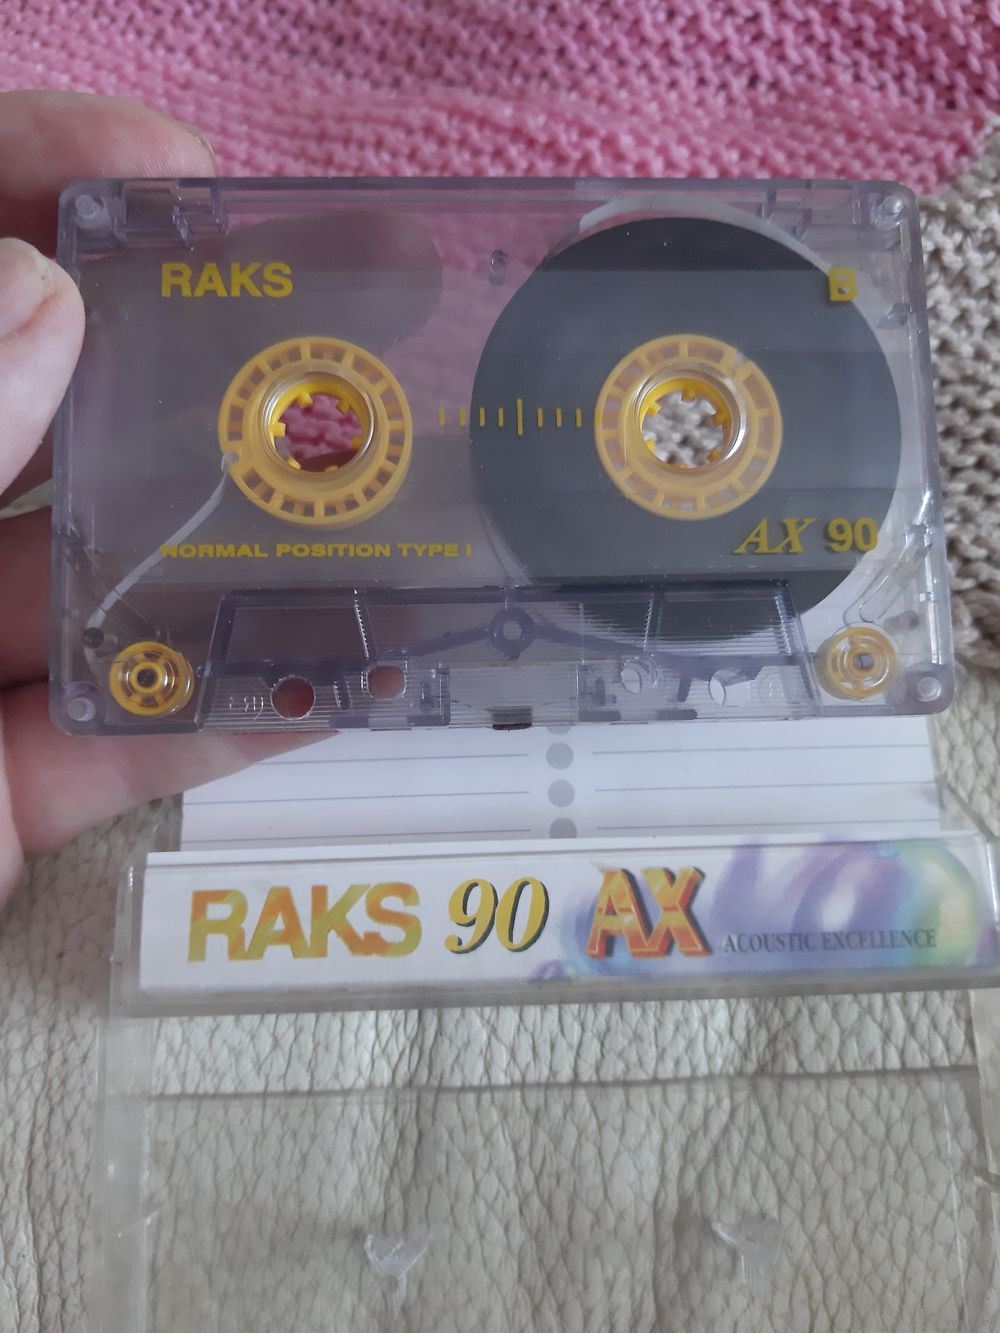 RAKS
B
NORMAL POSITION TYPE I
AX 90
RAKS 90 AX ACOUSTIC EXCELLENCE